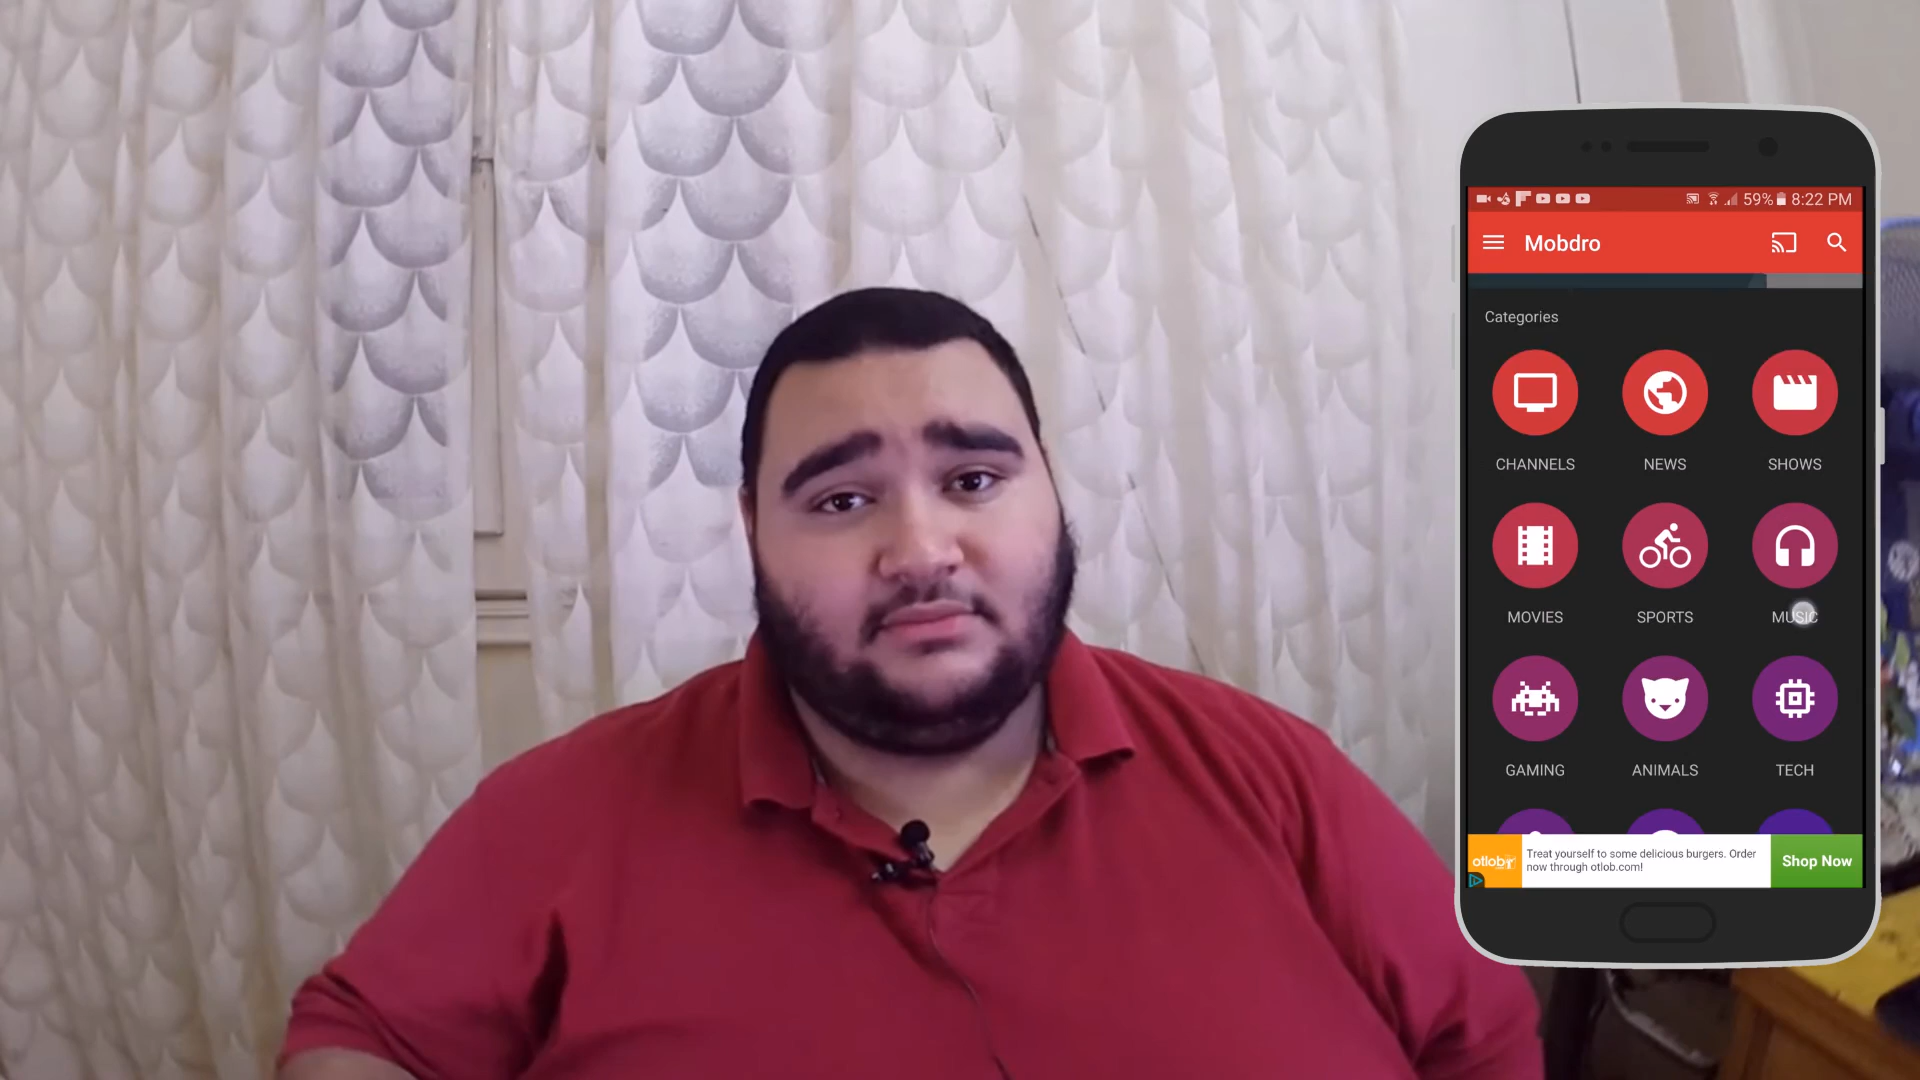 59% 8:22 PM
Mobdro
Categories
CHANNELS NEWS SHOWS
MOVIES SPORTS MUSIC
GAMING ANIMALS TECH
otlob
Treat yourself to some delicious burgers. Order
now through otlob.com!
Shop Now